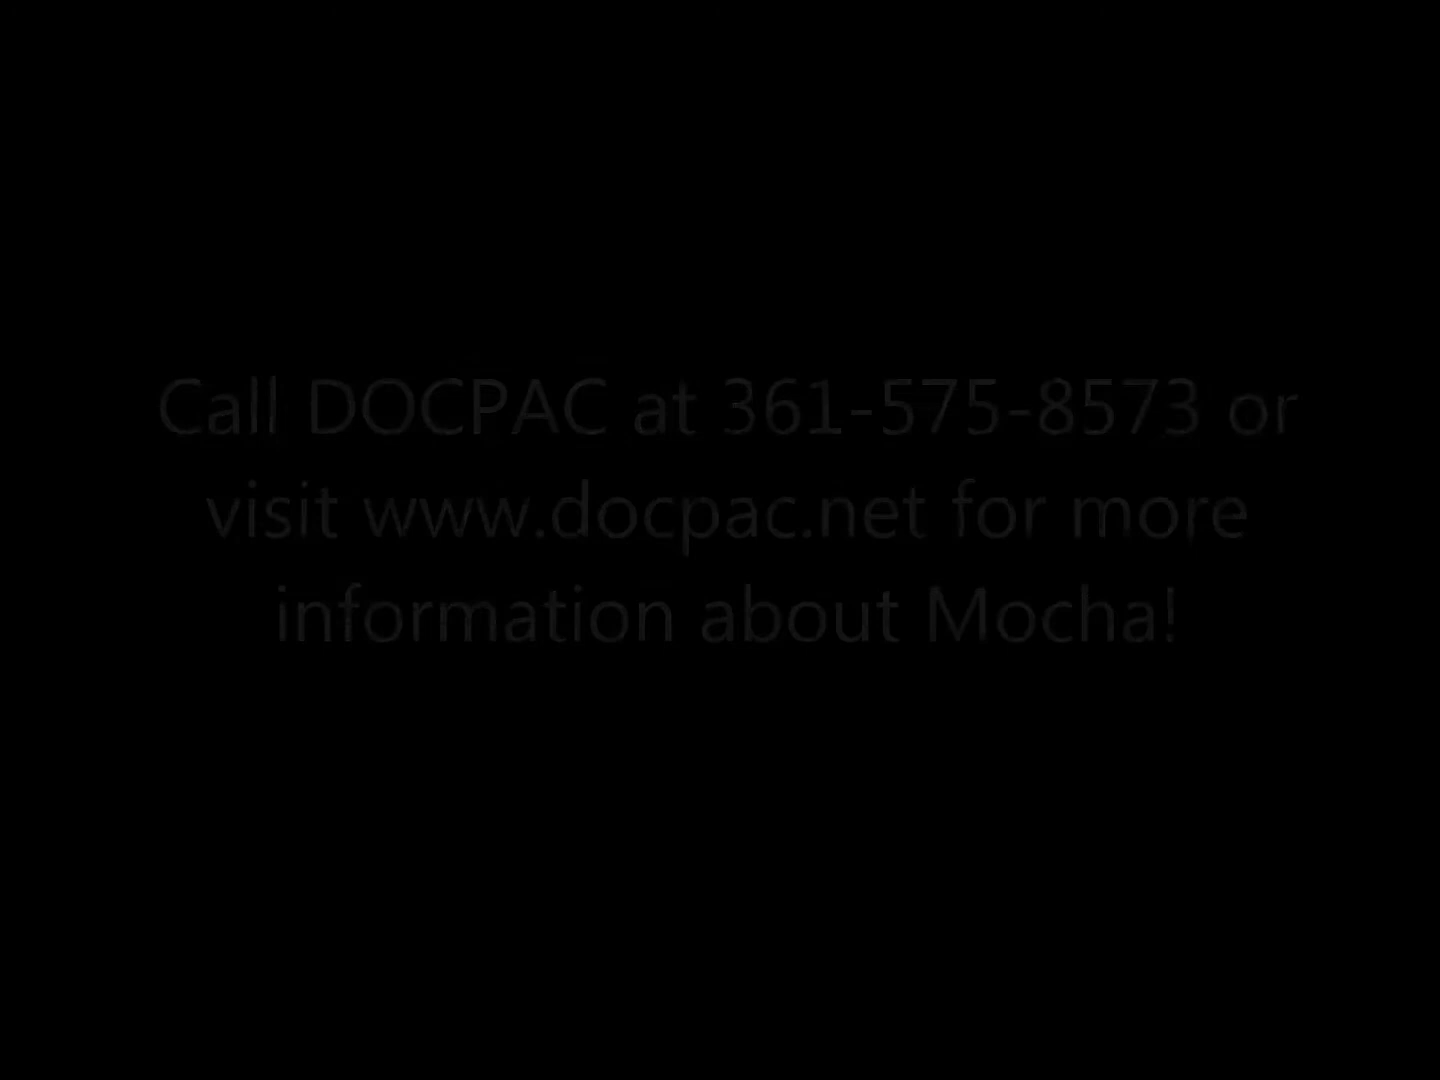 Call DOCPAC at 361-575-8573 or
visit www.docpac.net for more
information about Mocha!